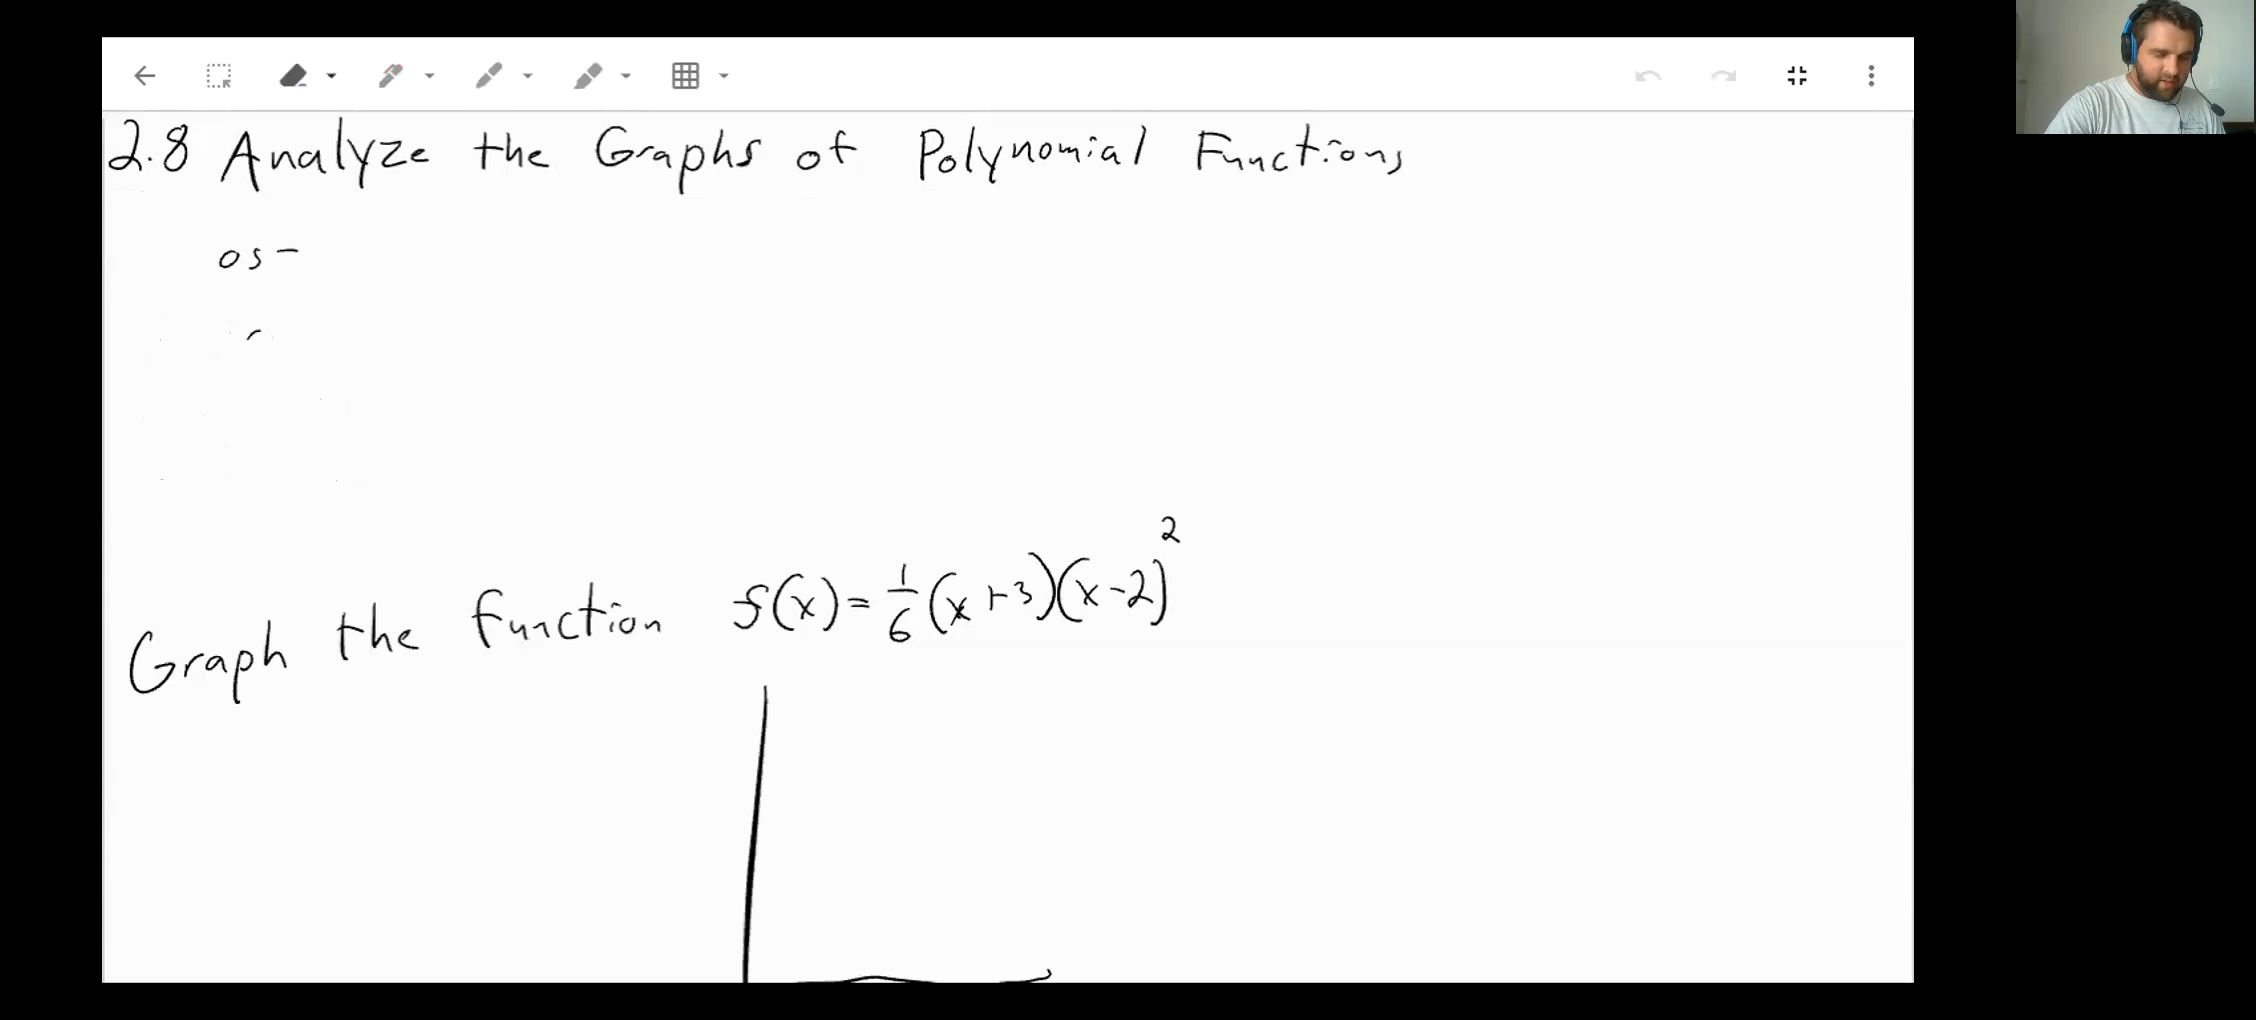 2.8 Analyze the Graphs of Polynomial Functions
os-
Graph the function f(x)=1/6(x+3)(x-2)^2